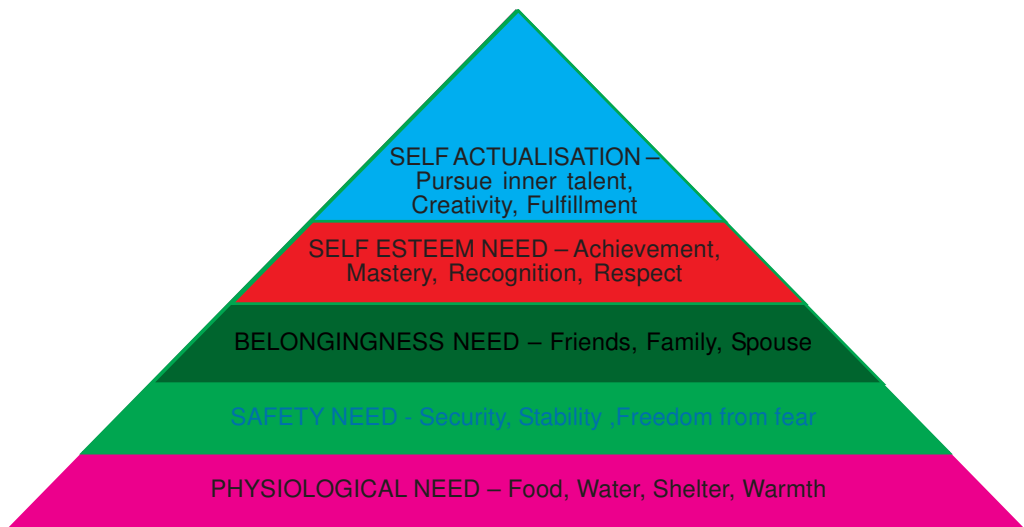 SELF ACTUALISATION –
Pursue inner talent,
Creativity, Fulfillment
SELF ESTEEM NEED – Achievement,
Mastery, Recognition, Respect
BELONGINGNESS NEED – Friends, Family, Spouse
SAFETY NEED - Security, Stability ,Freedom from fear
PHYSIOLOGICAL NEED – Food, Water, Shelter, Warmth